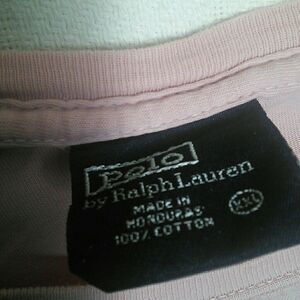 Polo
by Ralph Lauren
MADE IN
HONDURAS XXL
100% COTTON